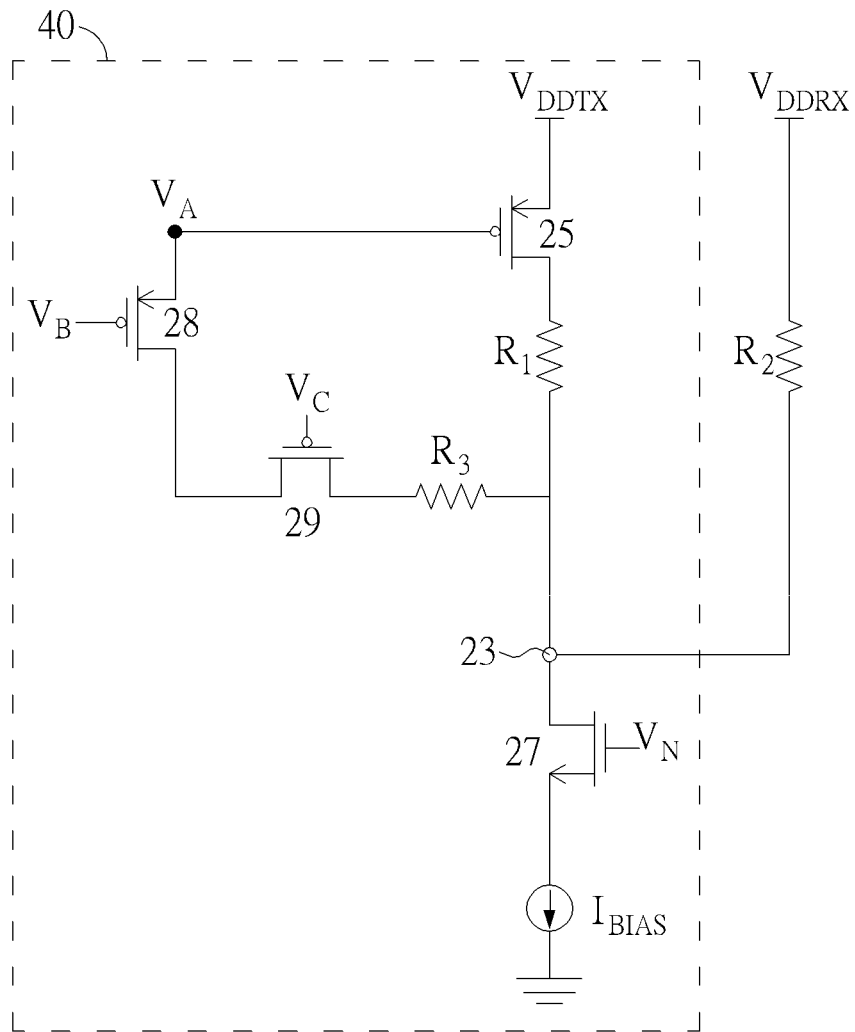 40
V_DDTX
V_DDRX
V_A
25
V_B
28
R_1
R_2
V_C
R_3
29
23
27
V_N
I_BIAS